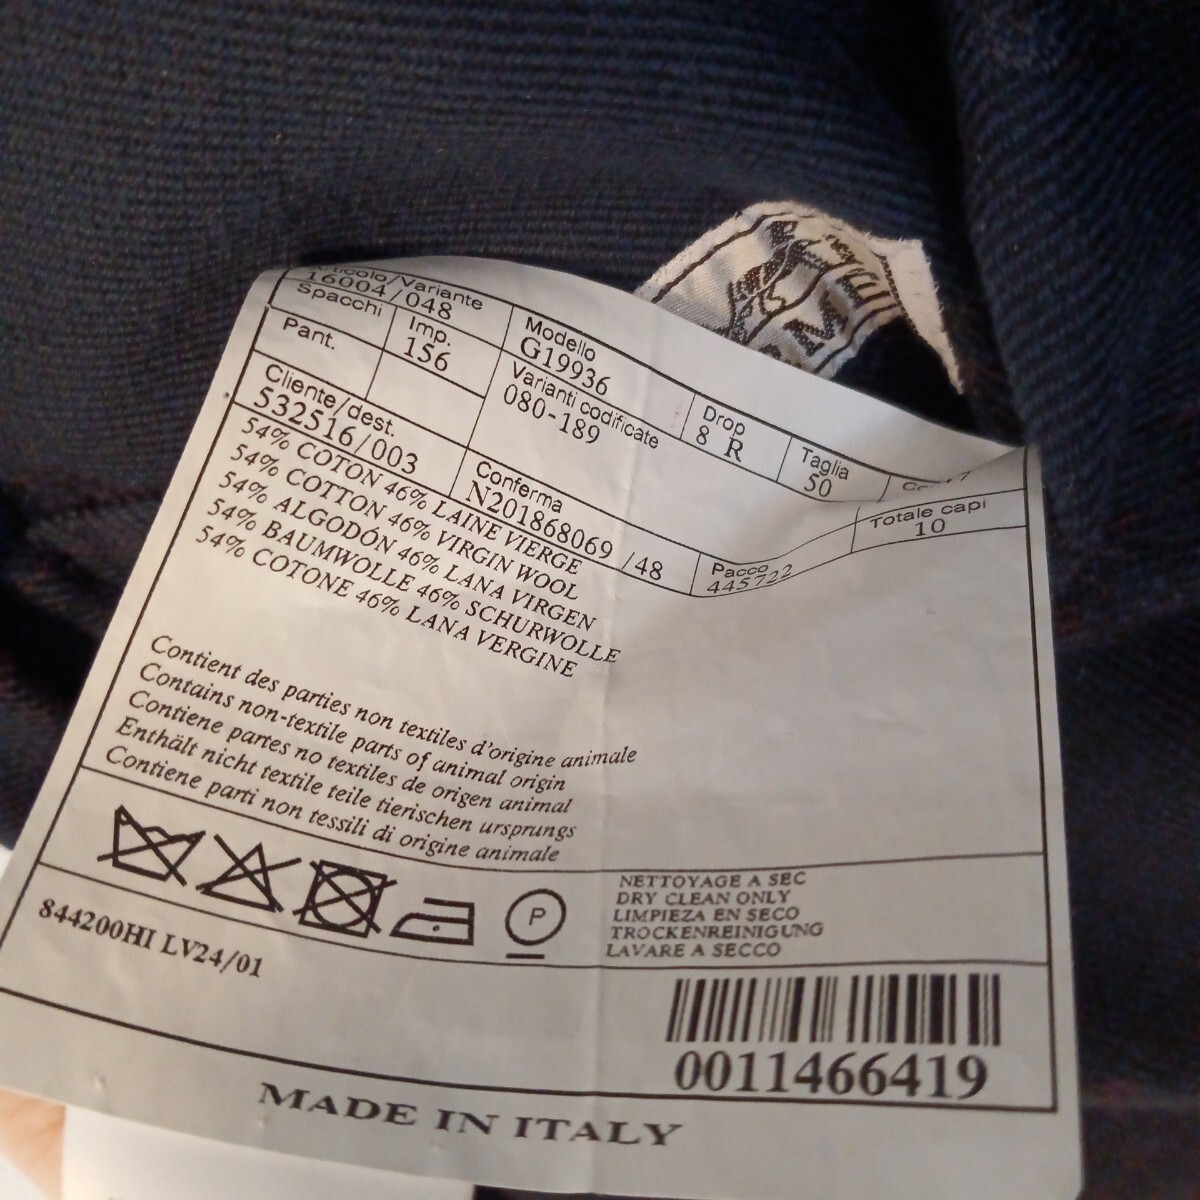 Articolo/Variante
16004/048
Modello
G19936
Drop
8 R
Taglia
50
Spacchi
Imp.
156
Varianti codificate
080-189
Totale capi
10
Pant.
Cliente/dest.
532516/003
Conferma
N201868069 /48
Pacco
445722
54% COTON 46% LAINE VIERGE
54% COTTON 46% VIRGIN WOOL
54% ALGODÓN 46% LANA VIRGEN
54% BAUMWOLLE 46% SCHURWOLLE
54% COTONE 46% LANA VERGINE
Contient des parties non textiles d'origine animale
Contains non-textile parts of animal origin
Contiene partes no textiles de origen animal
Enthält nicht textile teile tierischen ursprungs
Contiene parti non tessili di origine animale
P
NETTOYAGE A SEC
DRY CLEAN ONLY
LIMPIEZA EN SECO
TROCKENREINIGUNG
LAVARE A SECCO
844200HI LV24/01
0011466419
MADE IN ITALY